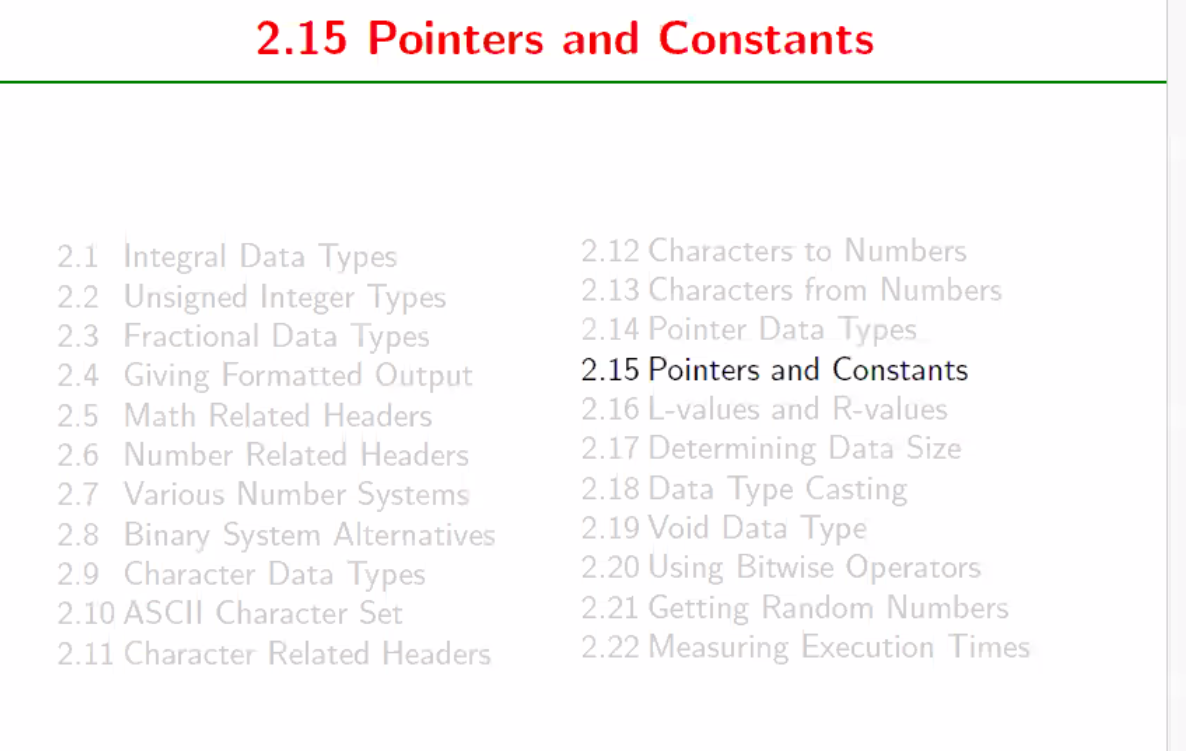 2.15 Pointers and Constants
2.1 Integral Data Types
2.2 Unsigned Integer Types
2.3 Fractional Data Types
2.4 Giving Formatted Output
2.5 Math Related Headers
2.6 Number Related Headers
2.7 Various Number Systems
2.8 Binary System Alternatives
2.9 Character Data Types
2.10 ASCII Character Set
2.11 Character Related Headers
2.12 Characters to Numbers
2.13 Characters from Numbers
2.14 Pointer Data Types
2.15 Pointers and Constants
2.16 L-values and R-values
2.17 Determining Data Size
2.18 Data Type Casting
2.19 Void Data Type
2.20 Using Bitwise Operators
2.21 Getting Random Numbers
2.22 Measuring Execution Times